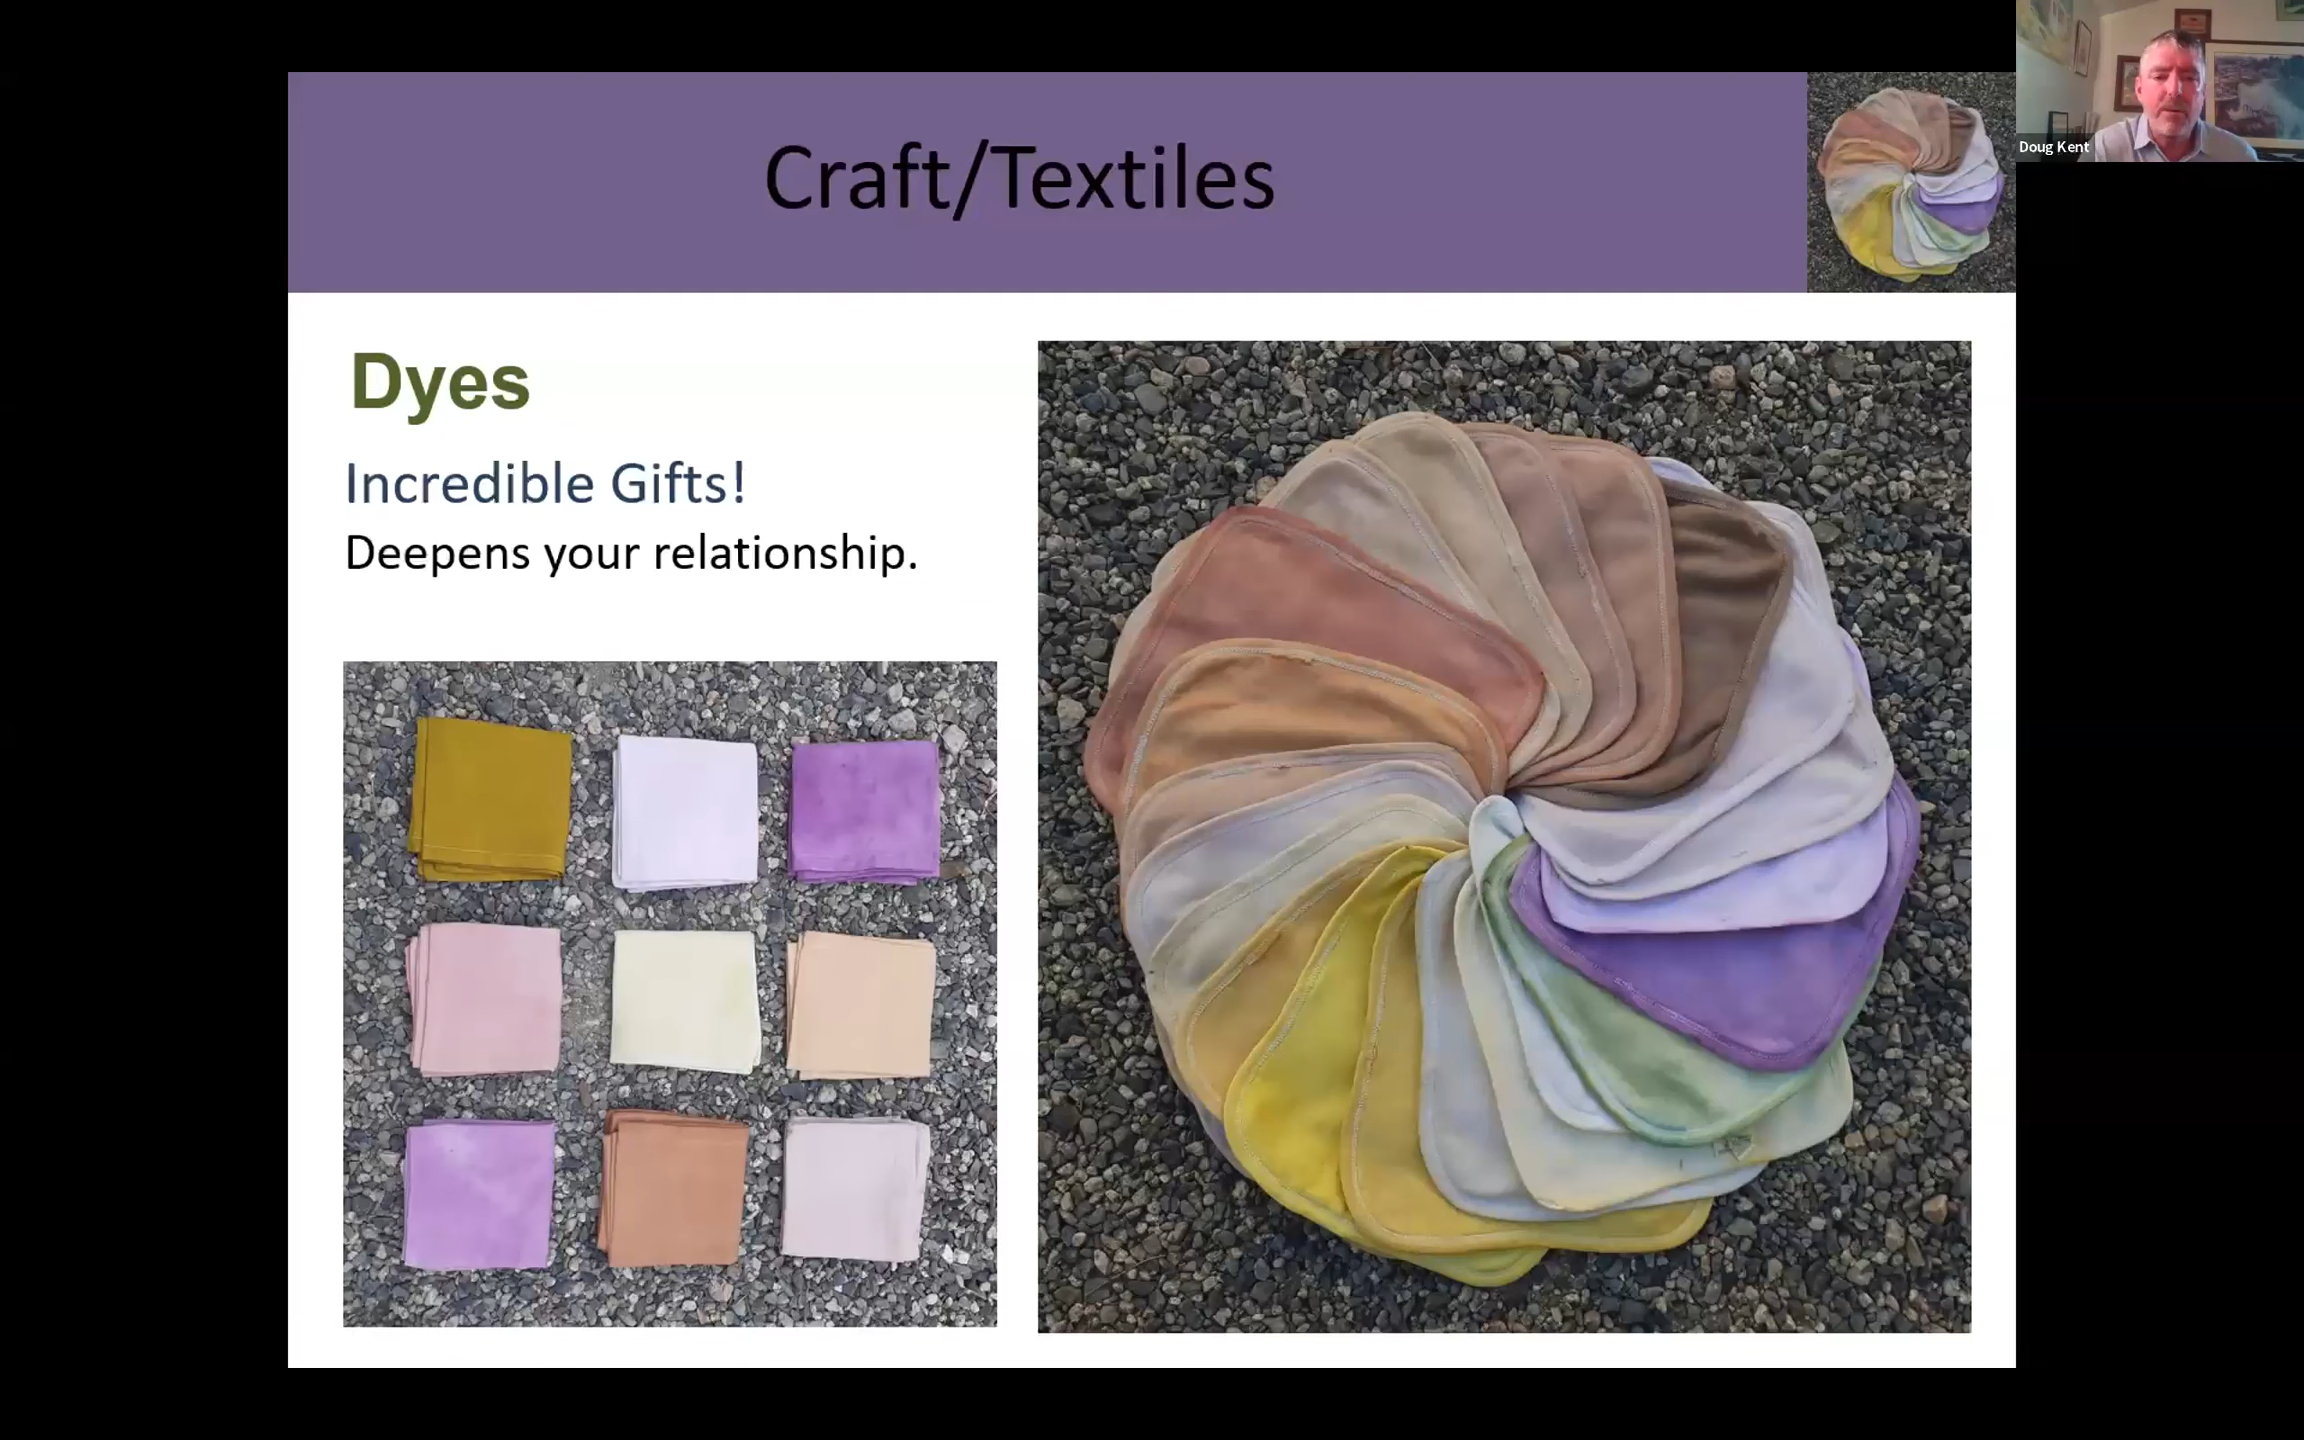 Craft/Textiles
Doug Kent
Dyes
Incredible Gifts!
Deepens your relationship.